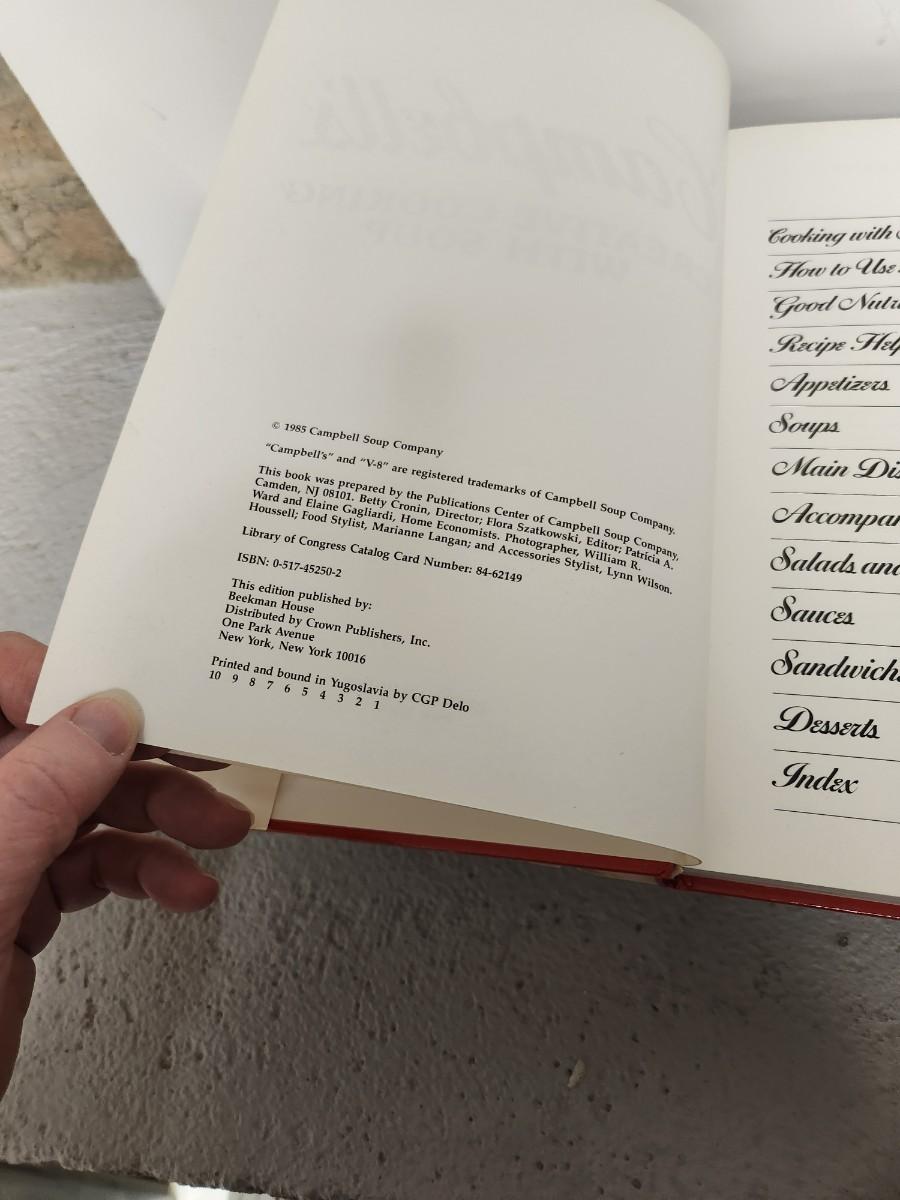 © 1985 Campbell Soup Company
"Campbell's" and "V-8" are registered trademarks of Campbell Soup Company.
This book was prepared by the Publications Center of Campbell Soup Company,
Camden, NJ 08101. Betty Cronin, Director; Flora Szatkowski, Editor; Patricia A.
Ward and Elaine Gagliardi, Home Economists. Photographer, William R.
Houssell; Food Stylist, Marianne Langan; and Accessories Stylist, Lynn Wilson.
Library of Congress Catalog Card Number: 84-62149
ISBN: 0-517-45250-2
This edition published by:
Beekman House
Distributed by Crown Publishers, Inc.
One Park Avenue
New York, New York 10016
Printed and bound in Yugoslavia by CGP Delo
10 9 8 7 6 5 4 3 2 1
Cooking with
How to Use
Good Nutri
Recipe Help
Appetizers
Soups
Main Dis
Accompan
Salads and
Sauces
Sandwiche
Desserts
Index